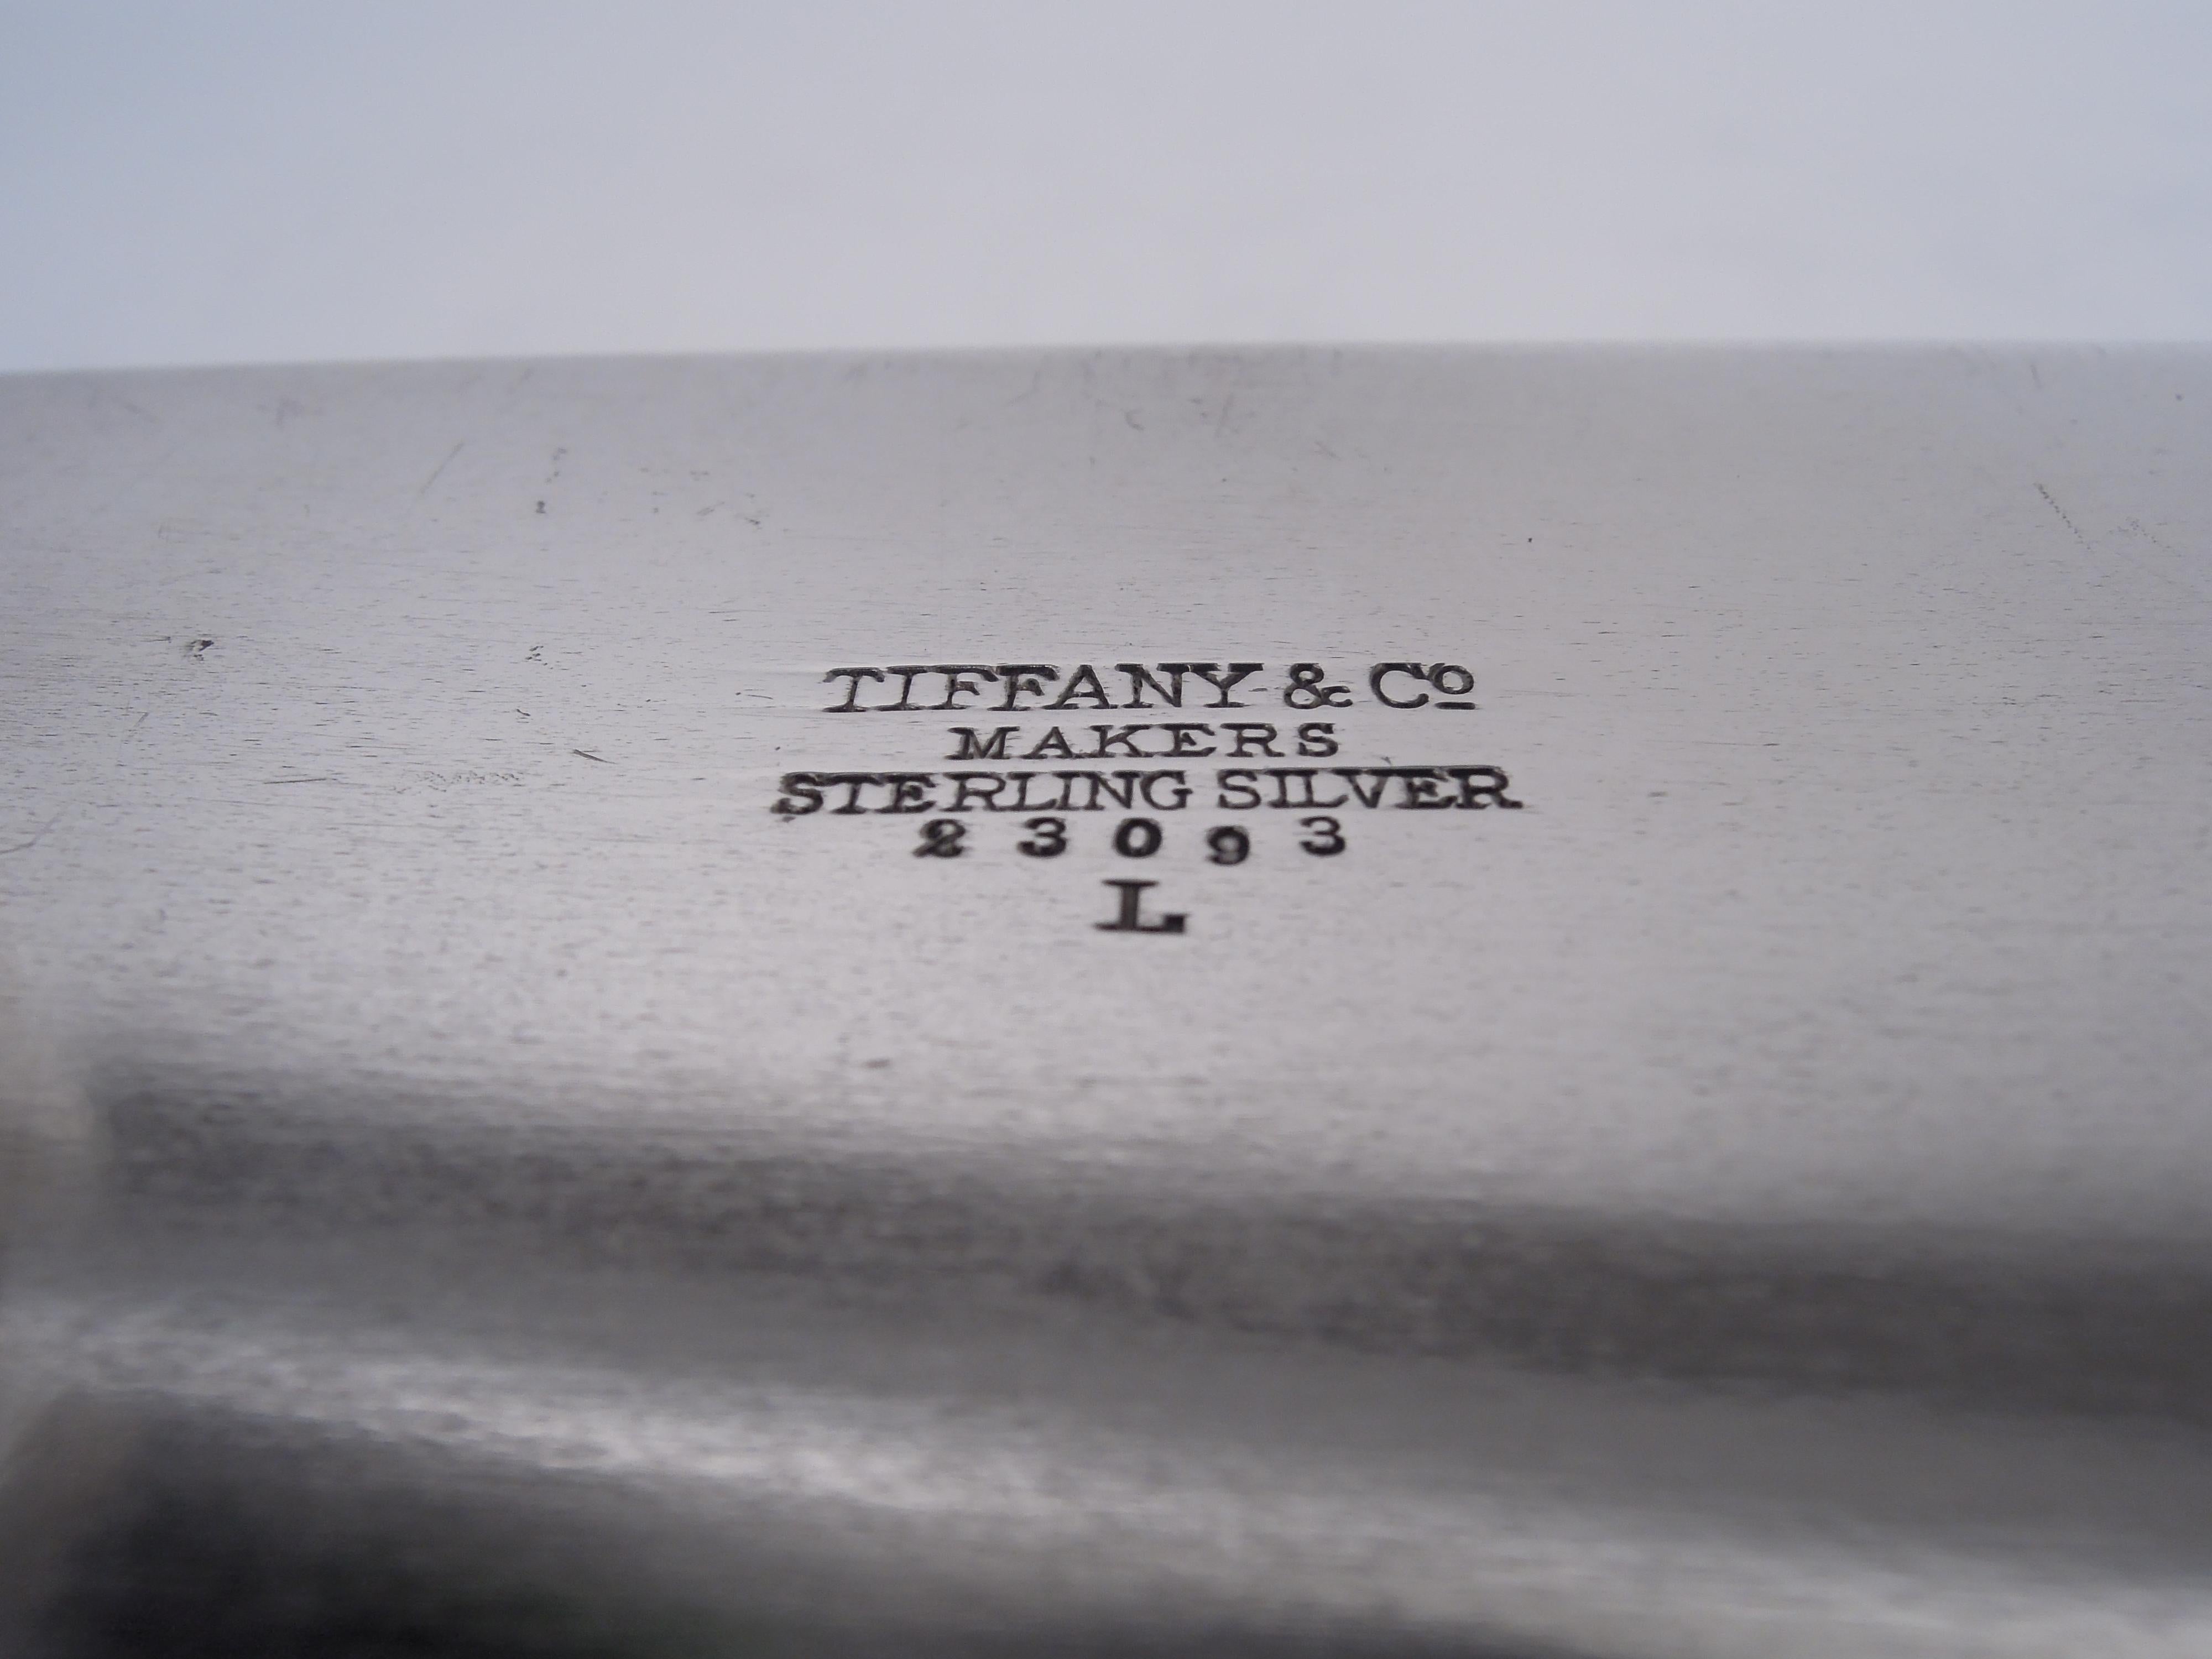 TIFFANY & Co
MAKERS
STERLING SILVER
23093
L